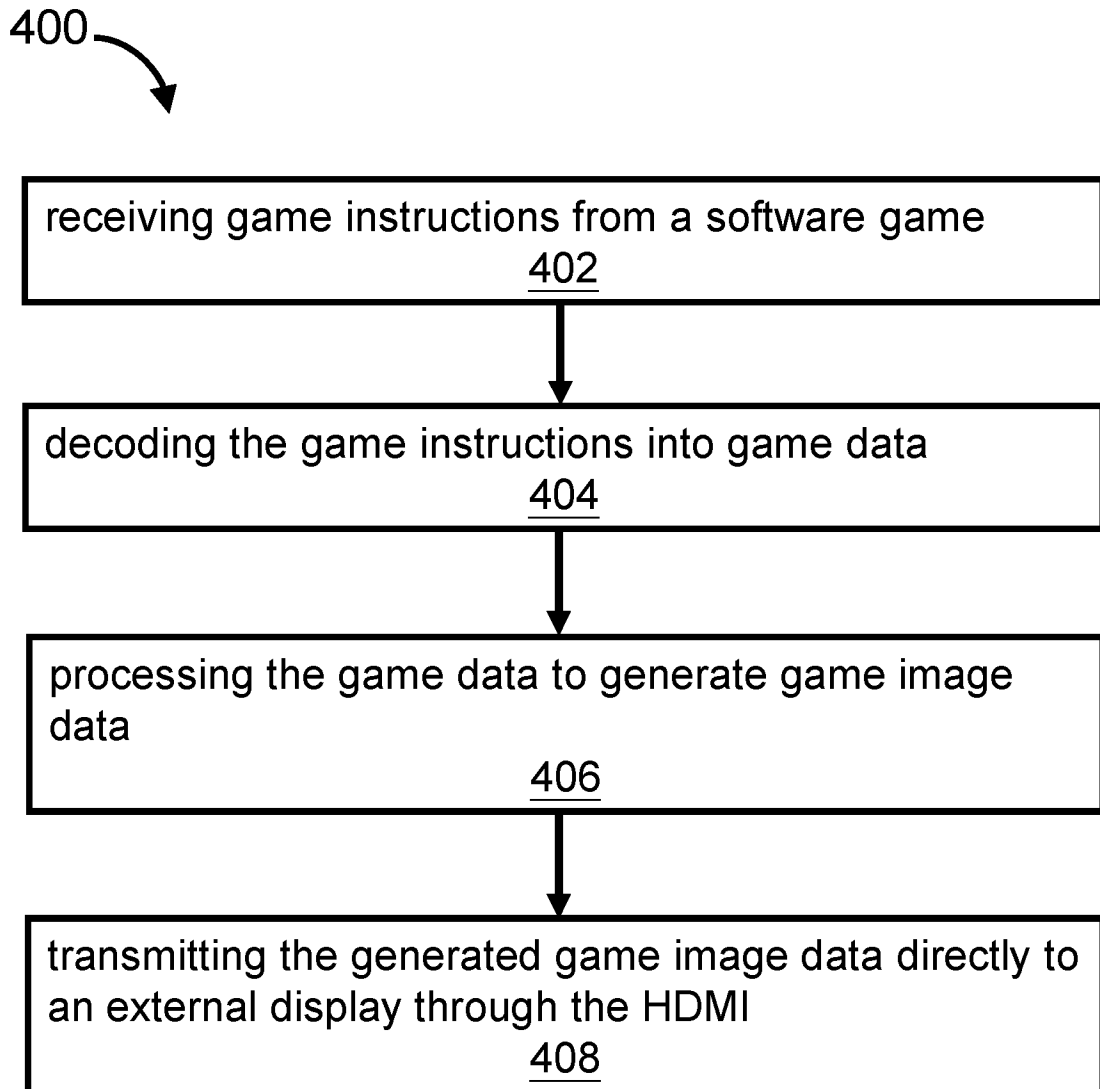 400
receiving game instructions from a software game
402
decoding the game instructions into game data
404
processing the game data to generate game image
data
406
transmitting the generated game image data directly to
an external display through the HDMI
408